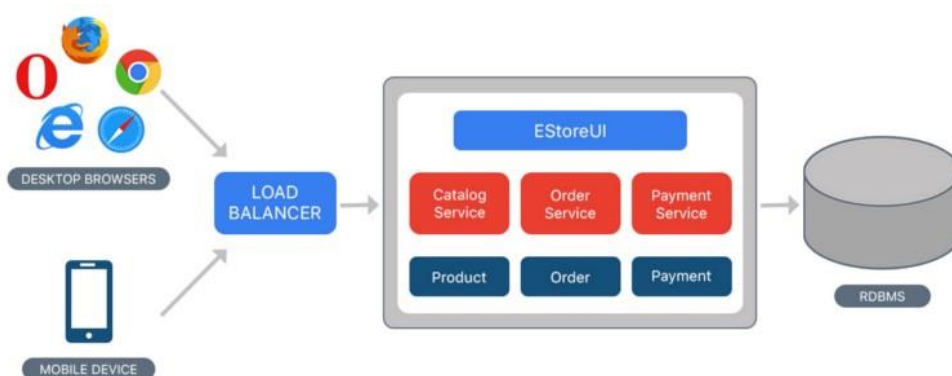 DESKTOP BROWSERS
MOBILE DEVICE
LOAD
BALANCER
EStoreUI
Catalog
Service
Order
Service
Payment
Service
Product
Order
Payment
RDBMS